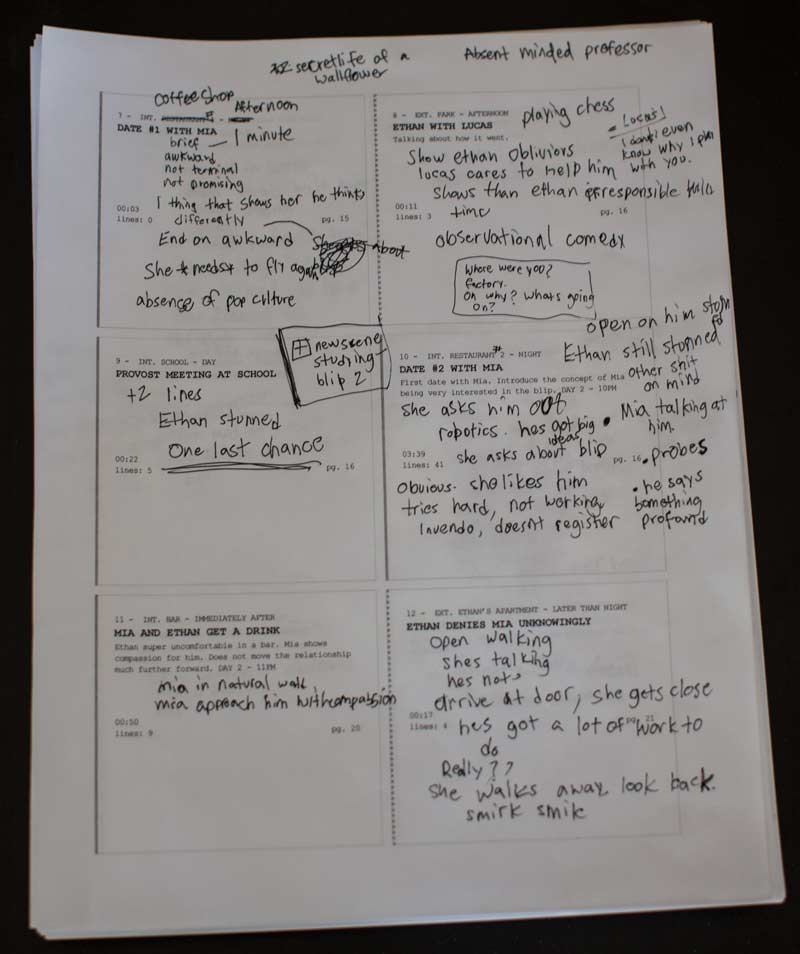 secretlife of a
wallflower
Absent minded professor
Coffee Shop
Afternoon
7 - INT. RESTAURANT
DATE #1 WITH MIA
brief - 1 minute
awkward
not terminal
not promising
1 thing that shows her he thinks
differently
00:03
lines: 0
pg. 15
End on awkward
about
She *needs* to fly again
absence of pop culture
8 - EXT. PARK - AFTERNOON
playing chess
ETHAN WITH LUCAS
Talking about how it went.
Lucas
I don't even
know why I play
with you.
Show ethan oblivious
lucas cares to help him
shows than ethan irresponsible
time
00:11
lines: 3
pg. 16
observational comedy
Where were you?
factory.
Oh why? Whats going
on?
9 - INT. SCHOOL - DAY
PROVOST MEETING AT SCHOOL
+2 lines
Ethan stunned
One last chance
00:22
lines: 5
pg. 16
+ newscene
studying
blip 2
open on him
10 - INT. RESTAURANT #2 - NIGHT
Ethan still stonned
DATE #2 WITH MIA
First date with Mia. Introduce the concept of Mia
being very interested in the blip. DAY 2 - 10PM
other shit
on mind
she asks him oot
robotics. hes got big
ideas
• Mia talking at
him.
03:39
lines: 41
she asks about blip
pg. 16
• probes
Obvious. she likes him
tries hard, not working
Inuendo, doesnt register
• he says
something
profound
11 - INT. BAR - IMMEDIATELY AFTER
MIA AND ETHAN GET A DRINK
Ethan super uncomfortable in a bar. Mia shows
compassion for him. Does not move the relationship
much further forward. DAY 2 - 11PM
mia in natural
mia approach him with compassion
00:50
lines: 9
pg. 20
12 - EXT. ETHAN'S APARTMENT - LATER THAN NIGHT
ETHAN DENIES MIA UNKNOWINGLY
Open walking
shes talking
hes not
arrive at door, she gets close
00:17
lines: 4
pg. 21
hes got a lot of work to
do
Really??
She walks away. look back.
smirk smik